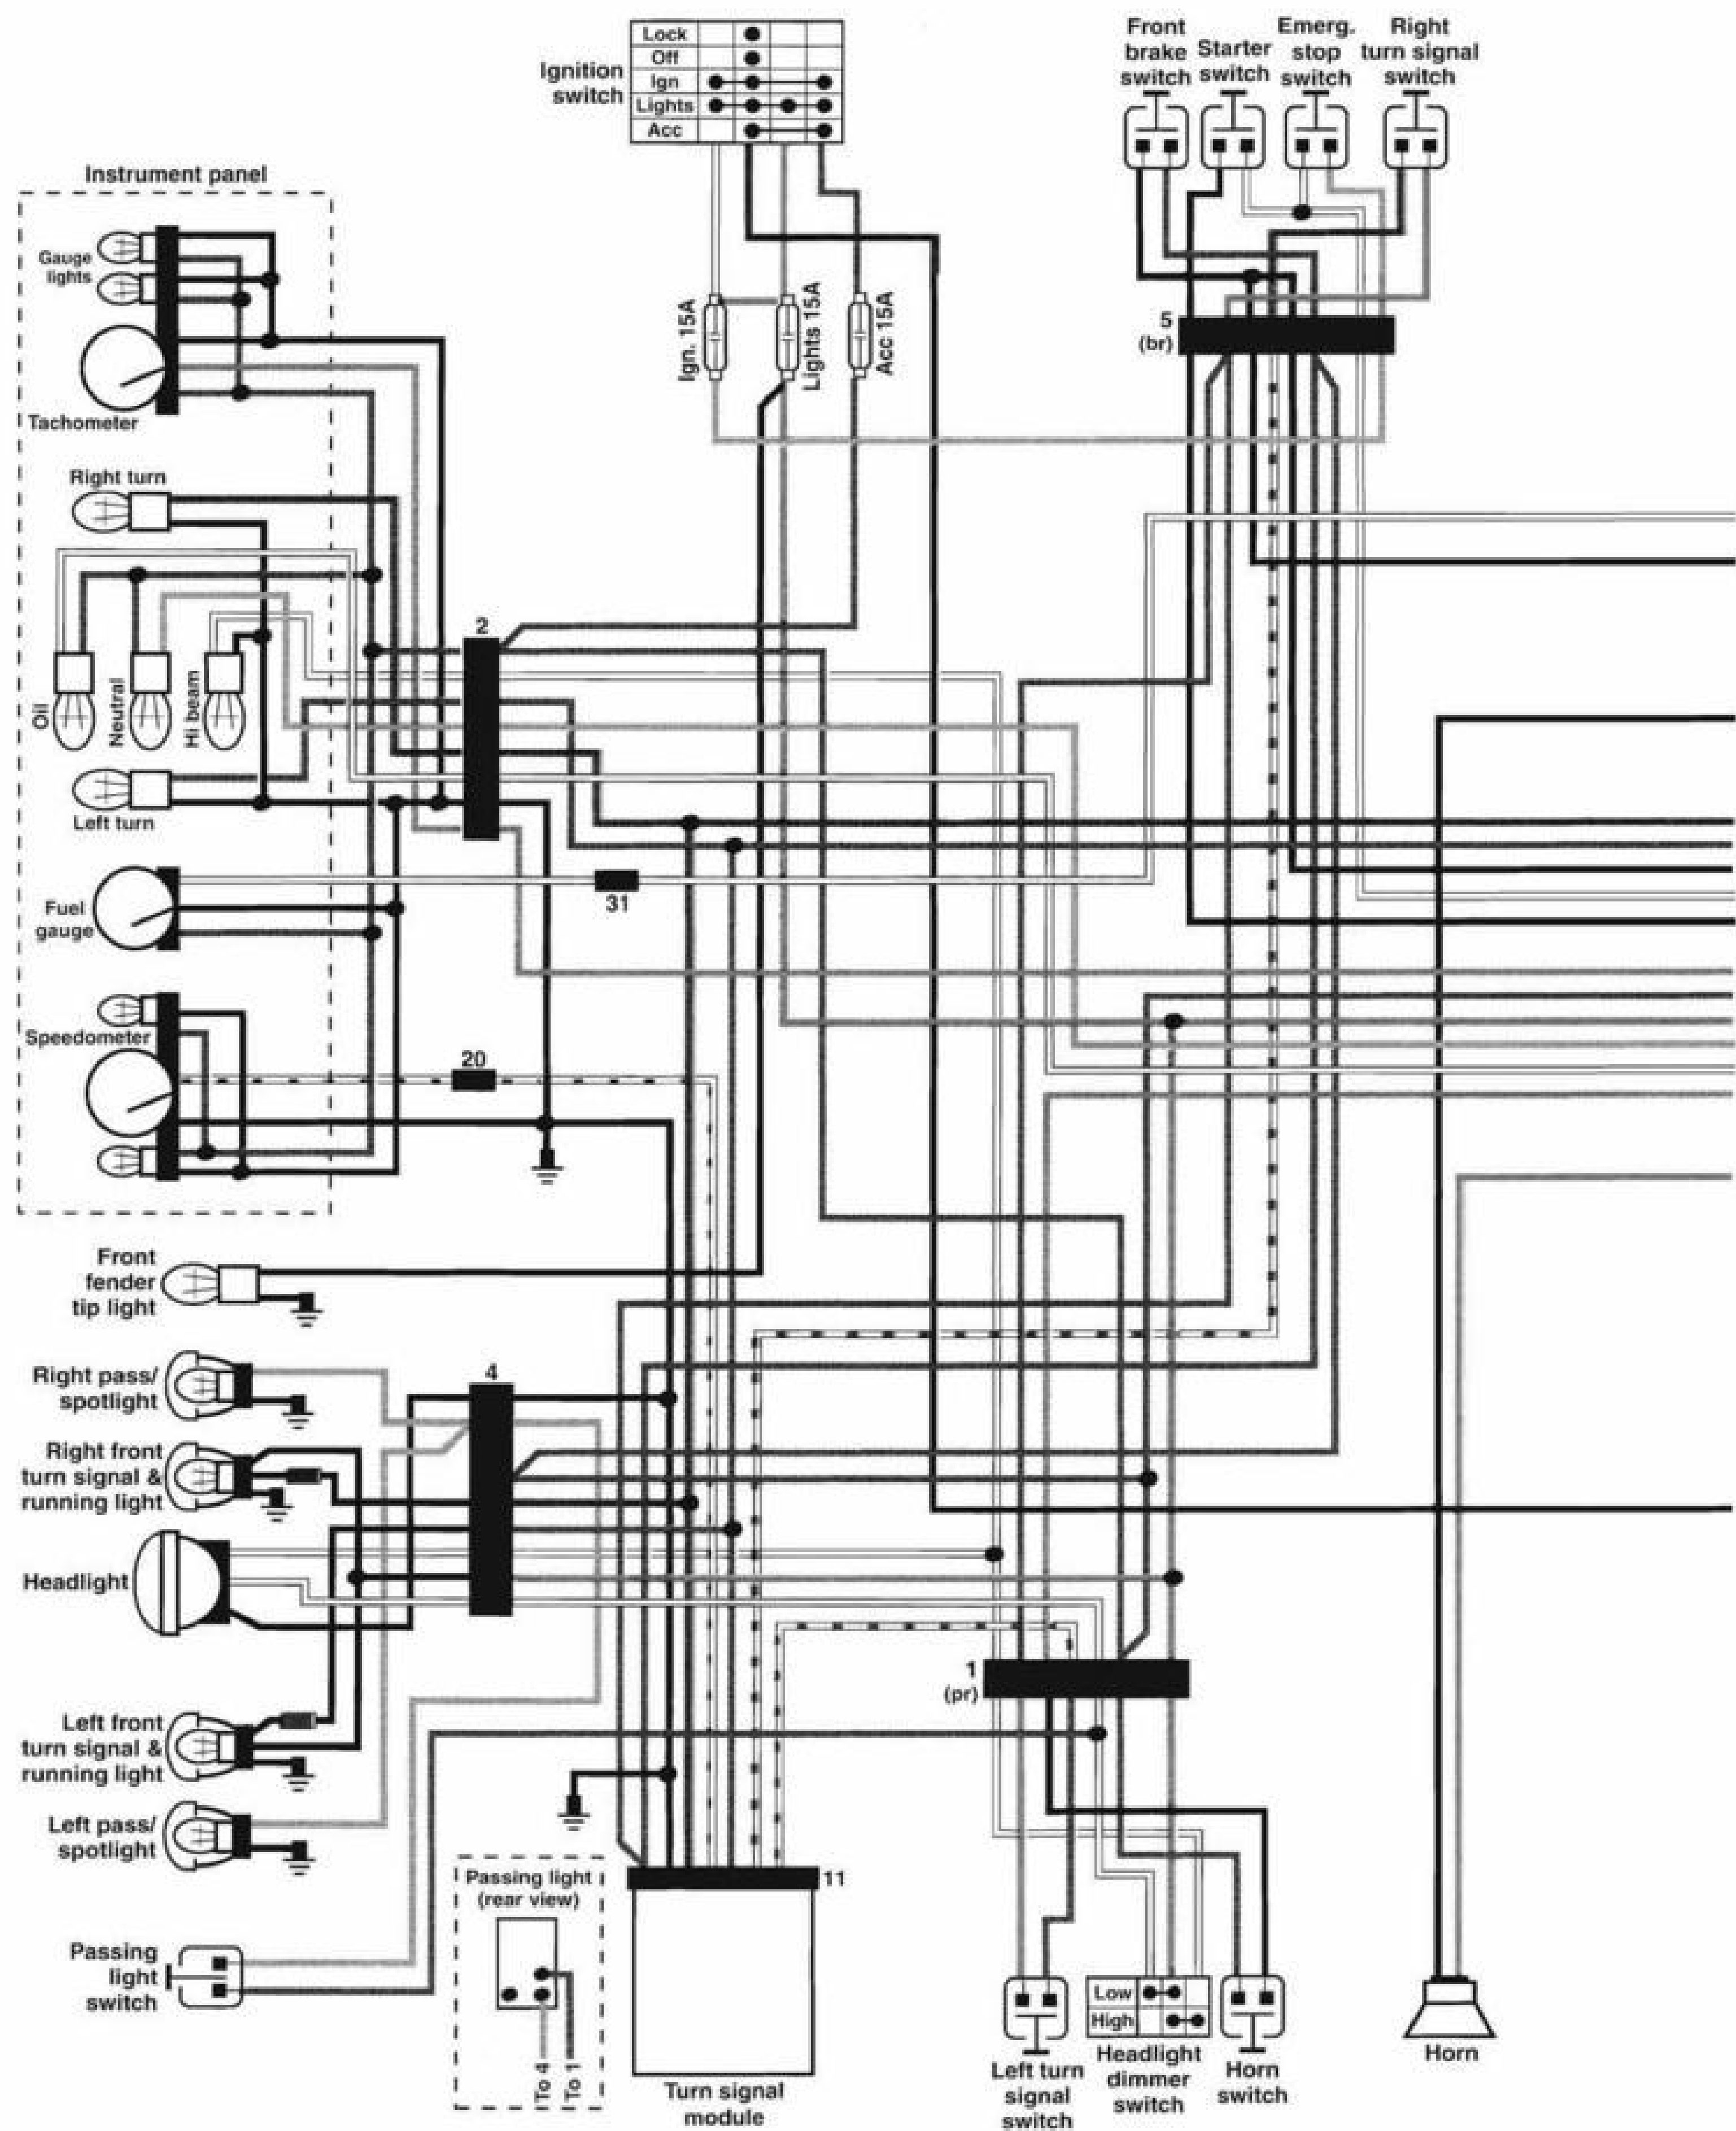 Lock
Off
Ign
Lights
Acc
Ignition
switch
Front
brake
switch
Starter
switch
Emerg.
stop
switch
Right
turn signal
switch
Instrument panel
Gauge
lights
Tachometer
Ign. 15A
Lights 15A
Acc 15A
5
(br)
Right turn
Oil
Neutral
Hi beam
2
Left turn
31
Fuel
gauge
Speedometer
20
Front
fender
tip light
Right pass/
spotlight
4
Right front
turn signal &
running light
Headlight
1
(pr)
Left front
turn signal &
running light
Left pass/
spotlight
Passing light
(rear view)
To 4
To 1
11
Passing
light
switch
Turn signal
module
Low
High
Left turn
signal
switch
Headlight
dimmer
switch
Horn
switch
Horn